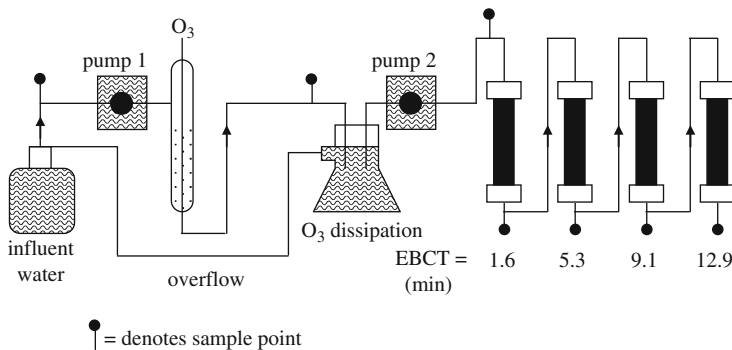 O₃
pump 1
pump 2
influent
water
overflow
O₃ dissipation
EBCT = 1.6 5.3 9.1 12.9
(min)
= denotes sample point